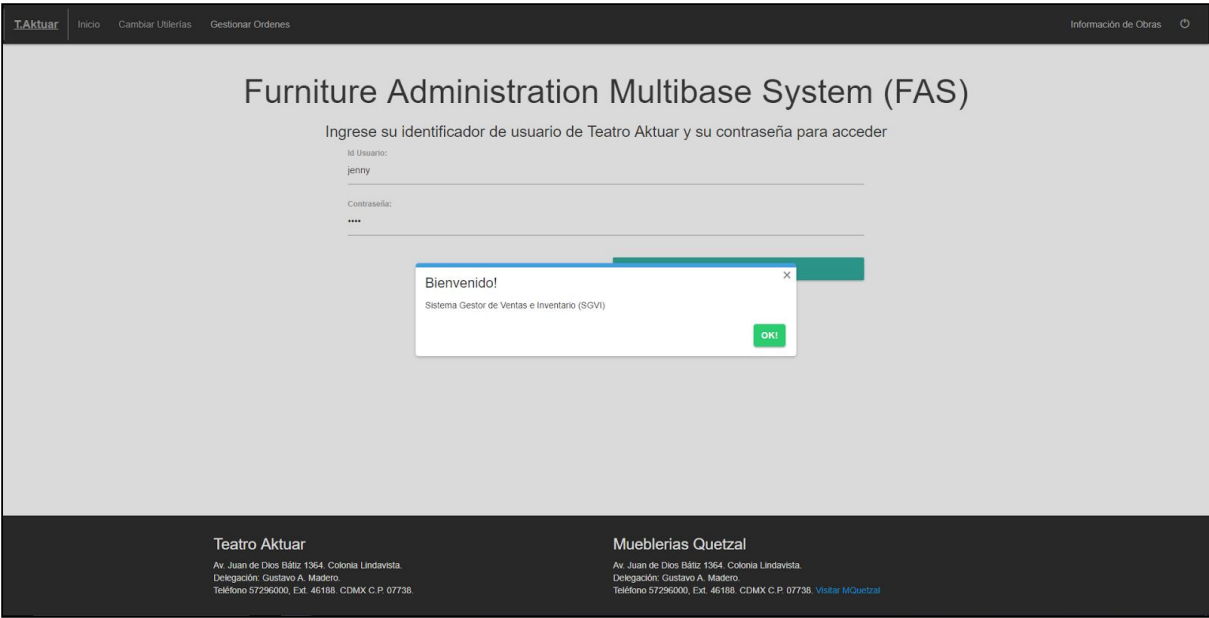 T.Aktuar Inicio Cambiar Utilerías Gestionar Ordenes Información de Obras
Furniture Administration Multibase System (FAS)
Ingrese su identificador de usuario de Teatro Aktuar y su contraseña para acceder
Id Usuario:
jenny
Contraseña:
••••
Bienvenido! ×
Sistema Gestor de Ventas e Inventario (SGVI)
OK!
Teatro Aktuar
Av. Juan de Dios Bátiz 1364. Colonia Lindavista.
Delegación: Gustavo A. Madero.
Teléfono 57296000, Ext. 46188. CDMX C.P. 07738.
Mueblerias Quetzal
Av. Juan de Dios Bátiz 1364. Colonia Lindavista.
Delegación: Gustavo A. Madero.
Teléfono 57296000, Ext. 46188. CDMX C.P. 07738. Visitar MQuetzal